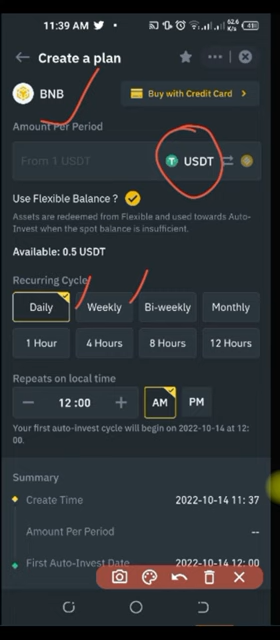 11:39 AM
62.6 K/s
Create a plan
BNB
Buy with Credit Card
Amount Per Period
From 1 USDT
USDT
Use Flexible Balance ?
Assets are redeemed from Flexible and used towards Auto-
Invest when the spot balance is insufficient.
Available: 0.5 USDT
Recurring Cycle
Daily Weekly Bi-weekly Monthly
1 Hour 4 Hours 8 Hours 12 Hours
Repeats on local time
− 12 :00 + AM PM
Your first auto-invest cycle will begin on 2022-10-14 at 12:
00.
Summary
Create Time 2022-10-14 11: 37
Amount Per Period --
First Auto-Invest Date 2022-10-14 12: 00